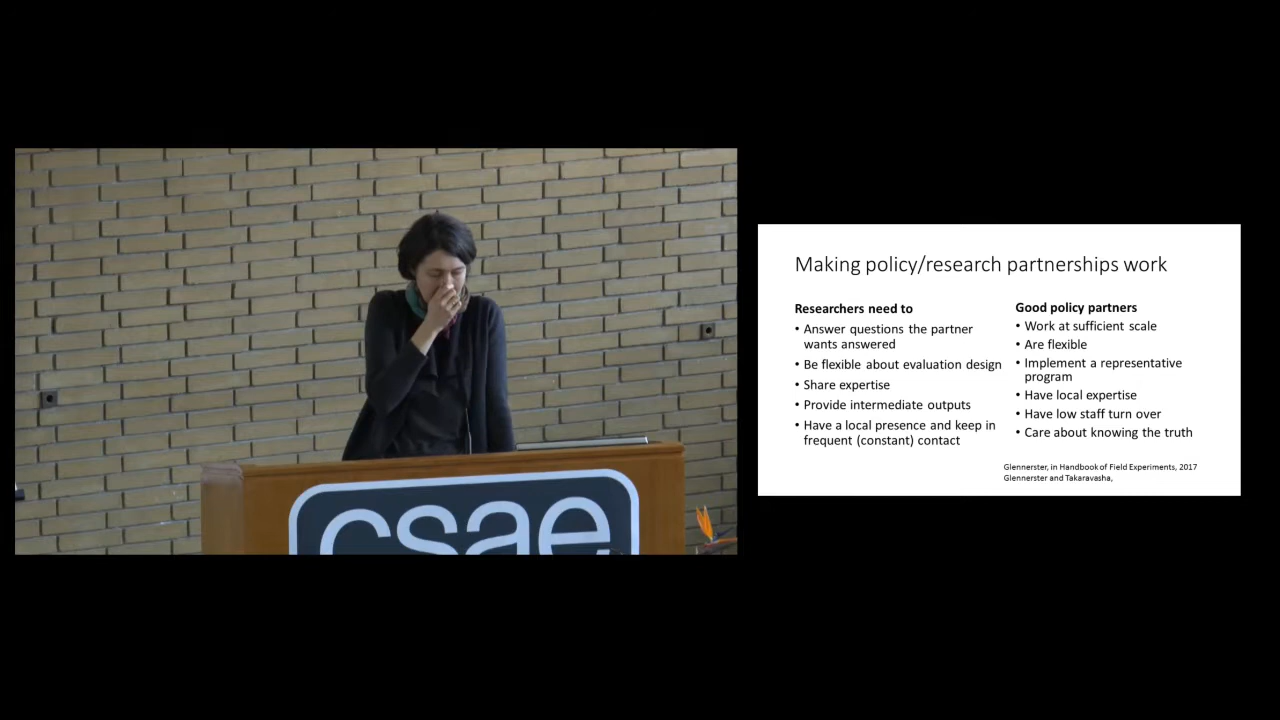 csae
Making policy/research partnerships work
Researchers need to
• Answer questions the partner
wants answered
• Be flexible about evaluation design
• Share expertise
• Provide intermediate outputs
• Have a local presence and keep in
frequent (constant) contact
Good policy partners
• Work at sufficient scale
• Are flexible
• Implement a representative
program
• Have local expertise
• Have low staff turn over
• Care about knowing the truth
Glennerster, in Handbook of Field Experiments, 2017
Glennerster and Takaravasha,